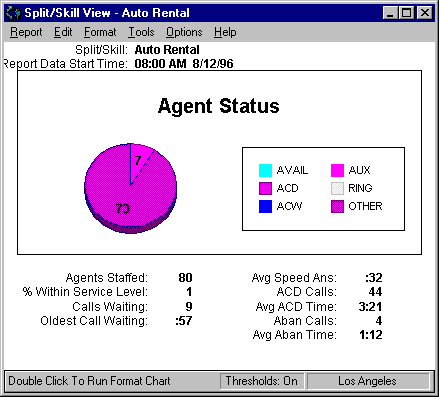 Split/Skill View - Auto Rental
Report Edit Format Tools Options Help
Split/Skill: Auto Rental
Report Data Start Time: 08:00 AM 8/12/96
Agent Status
7
73
AVAIL AUX
ACD RING
ACW OTHER
Agents Staffed: 80 Avg Speed Ans: :32
% Within Service Level: 1 ACD Calls: 44
Calls Waiting: 9 Avg ACD Time: 3:21
Oldest Call Waiting: :57 Aban Calls: 4
Avg Aban Time: 1:12
Double Click To Run Format Chart Thresholds: On Los Angeles